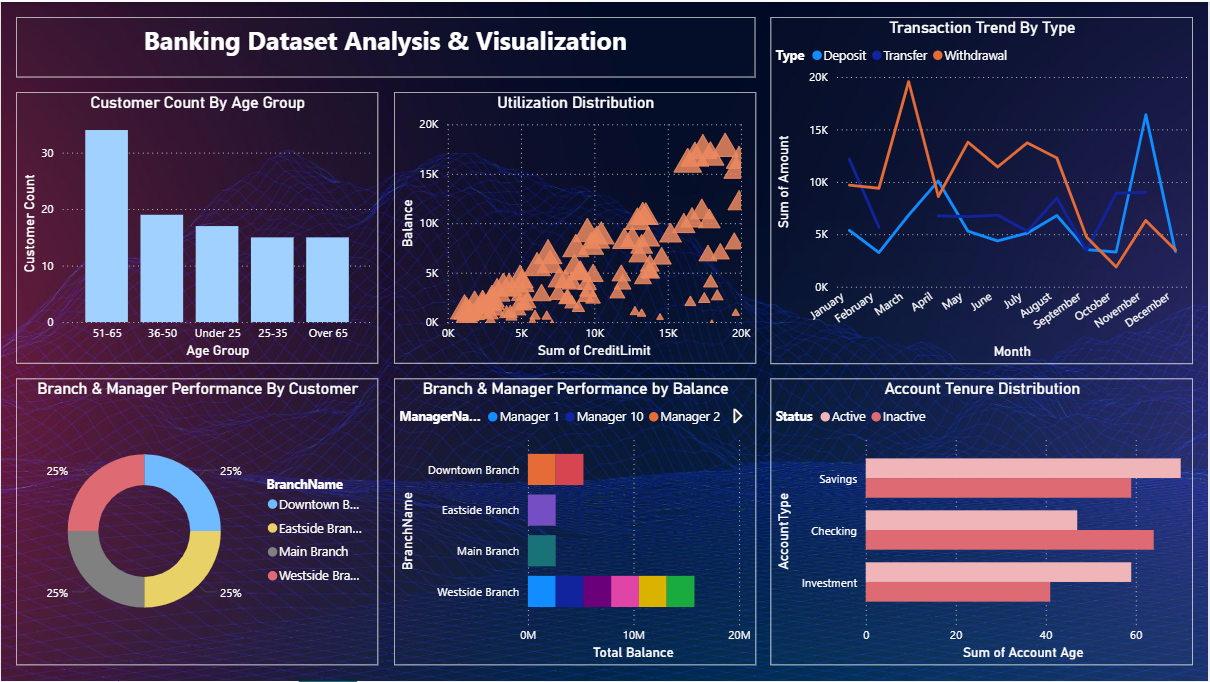 Banking Dataset Analysis & Visualization
Customer Count By Age Group
Customer Count
30
20
10
0
51-65 36-50 Under 25 25-35 Over 65
Age Group
Utilization Distribution
Balance
20K
15K
10K
5K
0K
0K 5K 10K 15K 20K
Sum of CreditLimit
Transaction Trend By Type
Type Deposit Transfer Withdrawal
Sum of Amount
20K
15K
10K
5K
0K
January February March April May June July August September October November December
Month
Branch & Manager Performance By Customer
25% 25%
25% 25%
BranchName
Downtown B...
Eastside Bran...
Main Branch
Westside Bra...
Branch & Manager Performance by Balance
ManagerNa... Manager 1 Manager 10 Manager 2
BranchName
Downtown Branch
Eastside Branch
Main Branch
Westside Branch
0M 10M 20M
Total Balance
Account Tenure Distribution
Status Active Inactive
AccountType
Savings
Checking
Investment
0 20 40 60
Sum of Account Age